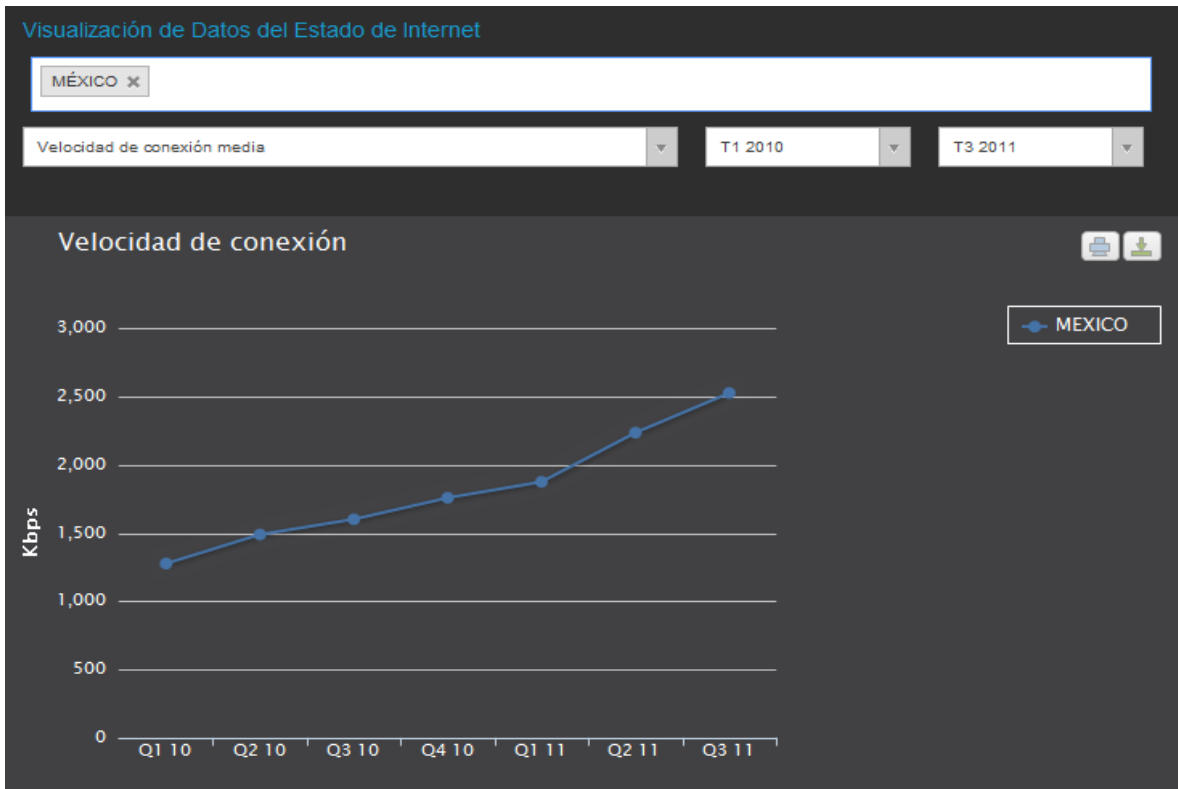 Visualización de Datos del Estado de Internet
MÉXICO
Velocidad de conexión media
T1 2010
T3 2011
Velocidad de conexión
MEXICO
Kbps
3,000
2,500
2,000
1,500
1,000
500
0
Q1 10 Q2 10 Q3 10 Q4 10 Q1 11 Q2 11 Q3 11